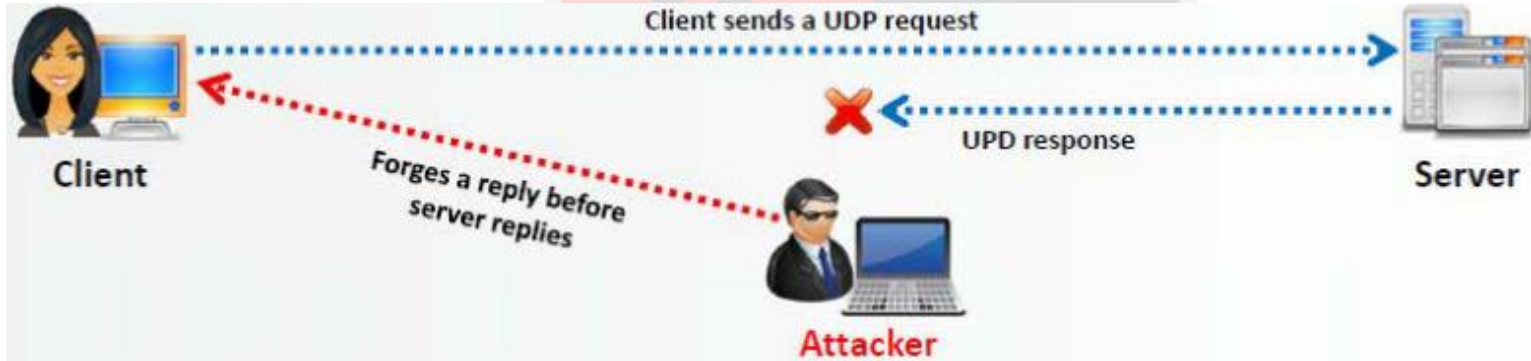 Client sends a UDP request
UPD response
Client
Server
Forges a reply before
server replies
Attacker